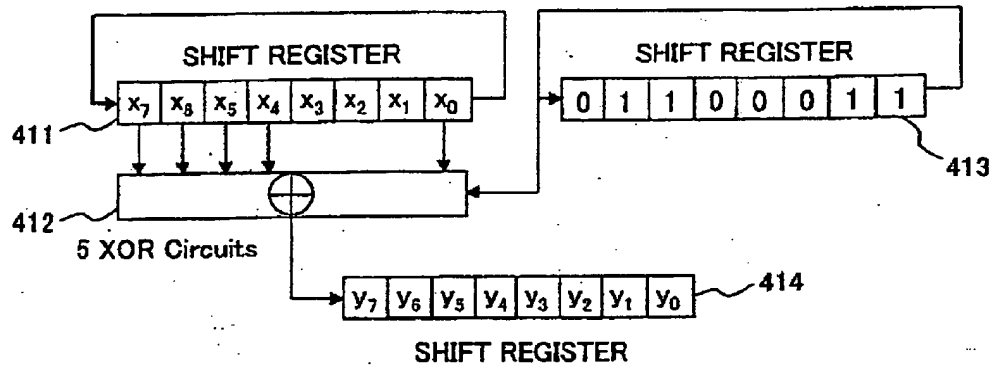 SHIFT REGISTER
SHIFT REGISTER
x7 x8 x5 x4 x3 x2 x1 x0
0 1 1 0 0 0 1 1
411
413
412
5 XOR Circuits
y7 y6 y5 y4 y3 y2 y1 y0
414
SHIFT REGISTER